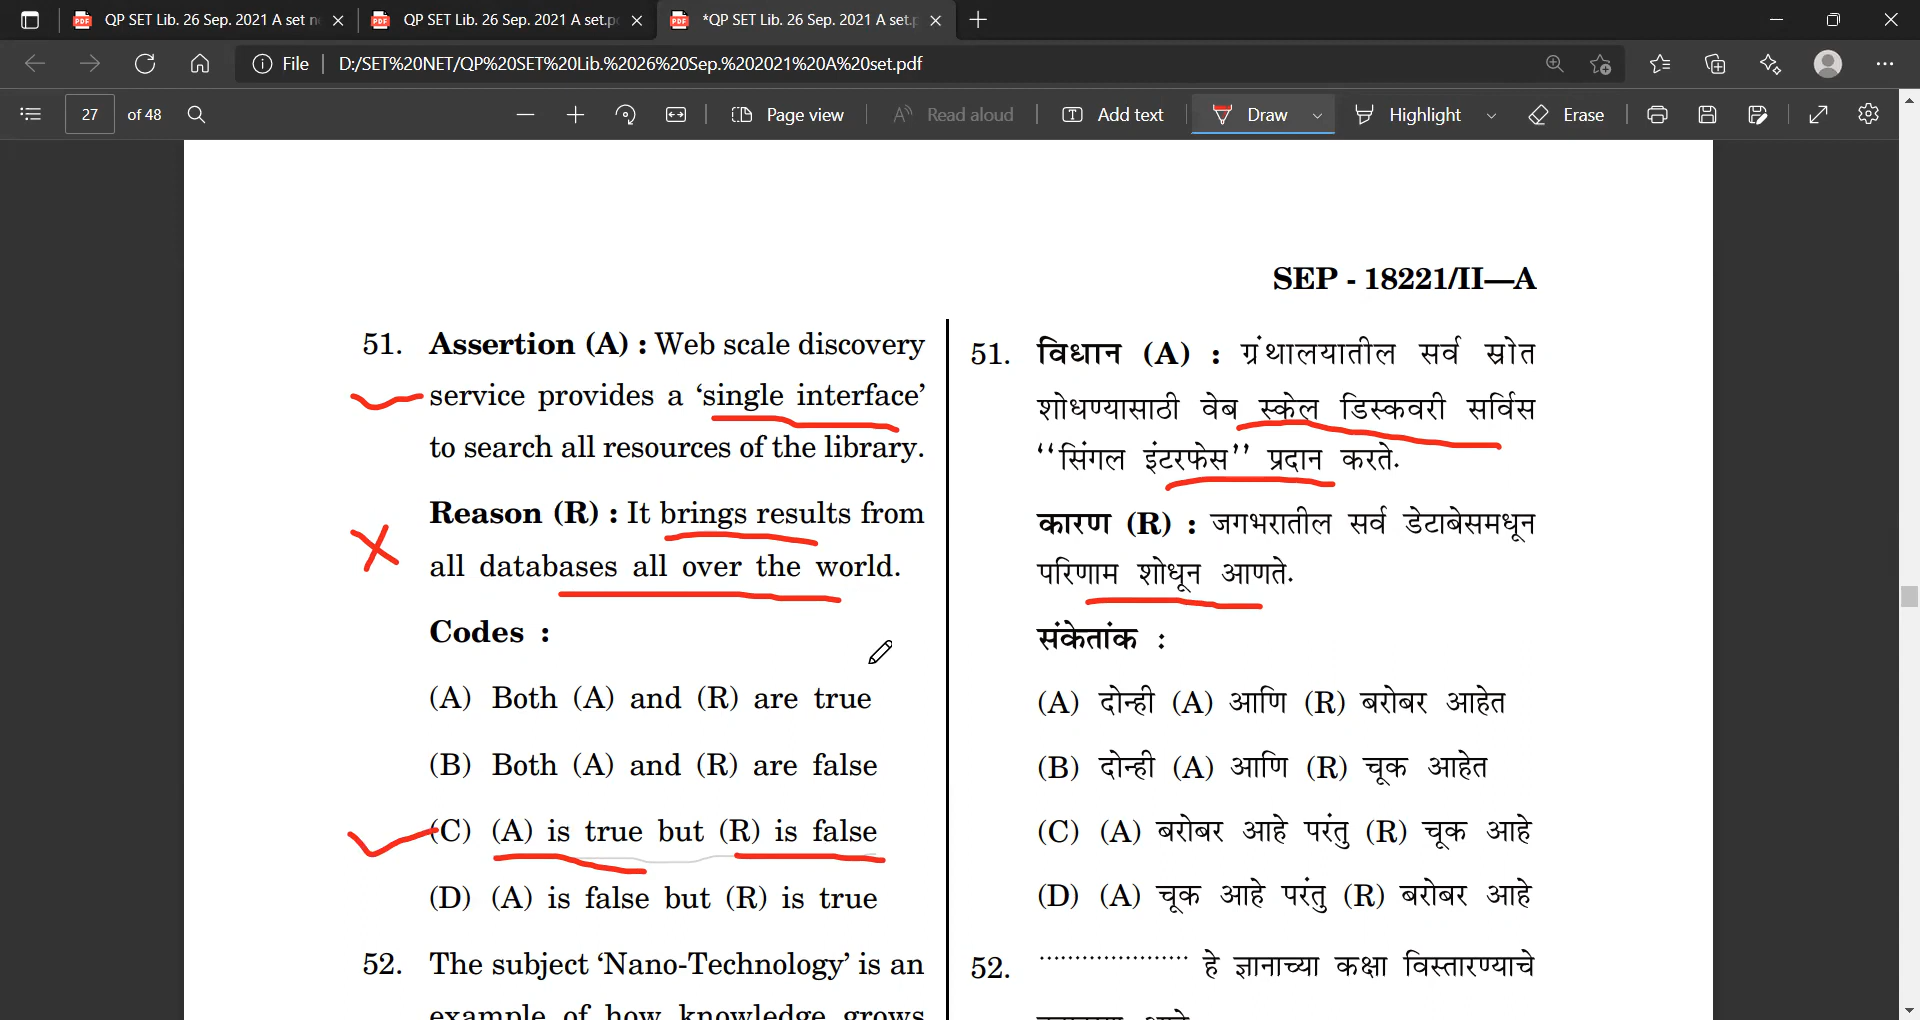 QP SET Lib. 26 Sep. 2021 A set
QP SET Lib. 26 Sep. 2021 A set.p
*QP SET Lib. 26 Sep. 2021 A set.p
File
D:/SET%20NET/QP%20SET%20Lib.%2026%20Sep.%202021%20A%20set.pdf
27 of 48
Page view
Read aloud
Add text
Draw
Highlight
Erase
SEP - 18221/II—A
51. Assertion (A) : Web scale discovery
service provides a ‘single interface’
to search all resources of the library.
Reason (R) : It brings results from
all databases all over the world.
Codes :
(A) Both (A) and (R) are true
(B) Both (A) and (R) are false
(C) (A) is true but (R) is false
(D) (A) is false but (R) is true
52. The subject ‘Nano-Technology’ is an
example of how knowledge grows
51. विधान (A) : ग्रंथालयातील सर्व स्रोत
शोधण्यासाठी वेब स्केल डिस्कवरी सर्विस
‘‘सिंगल इंटरफेस’’ प्रदान करते.
कारण (R) : जगभरातील सर्व डेटाबेसमधून
परिणाम शोधून आणते.
संकेतांक :
(A) दोन्ही (A) आणि (R) बरोबर आहेत
(B) दोन्ही (A) आणि (R) चूक आहेत
(C) (A) बरोबर आहे परंतु (R) चूक आहे
(D) (A) चूक आहे परंतु (R) बरोबर आहे
52. ..................... हे ज्ञानाच्या कक्षा विस्तारण्याचे